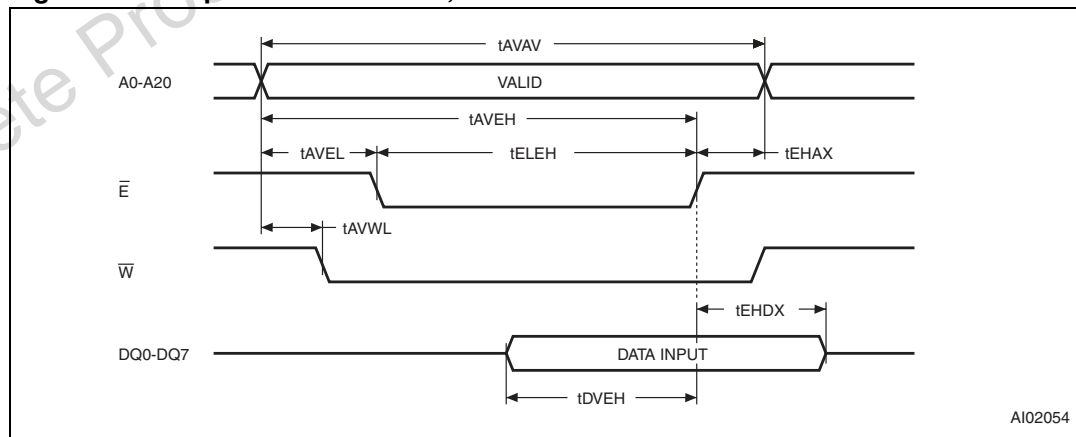 tAVAV
A0-A20
VALID
tAVEH
tAVEL
tELEH
tEHAX
E
tAVWL
W
tEHDX
DQ0-DQ7
DATA INPUT
tDVEH
AI02054